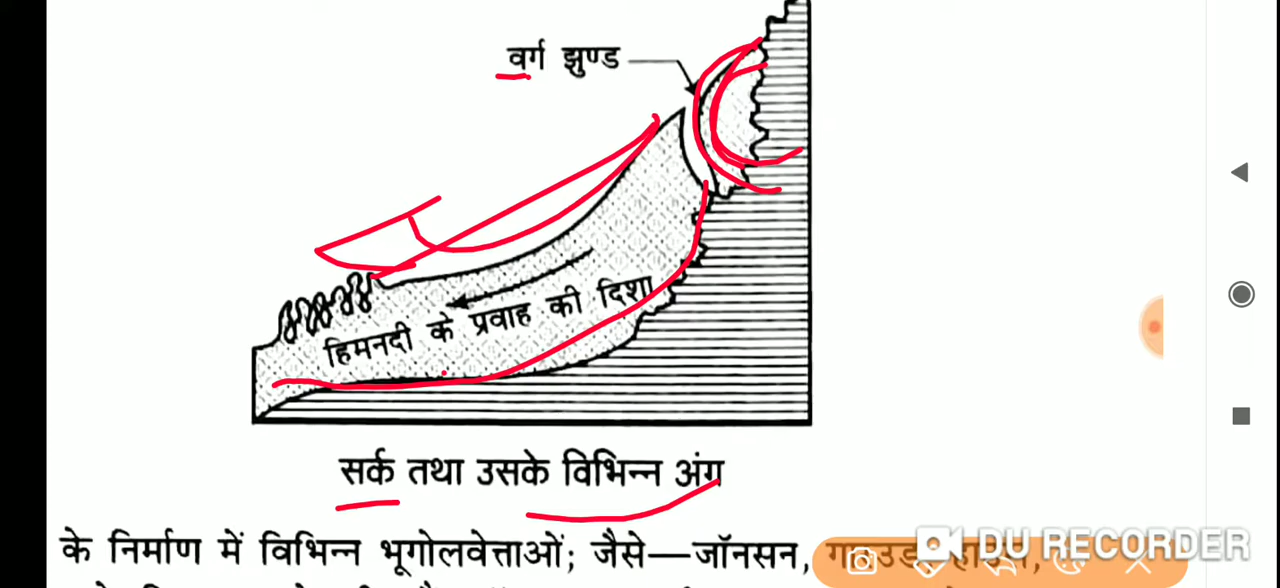 वर्ग झुण्ड
हिमनदी के प्रवाह की दिशा
सर्क तथा उसके विभिन्न अंग
के निर्माण में विभिन्न भूगोलवेत्ताओं; जैसे—जॉनसन,
DU RECORDER